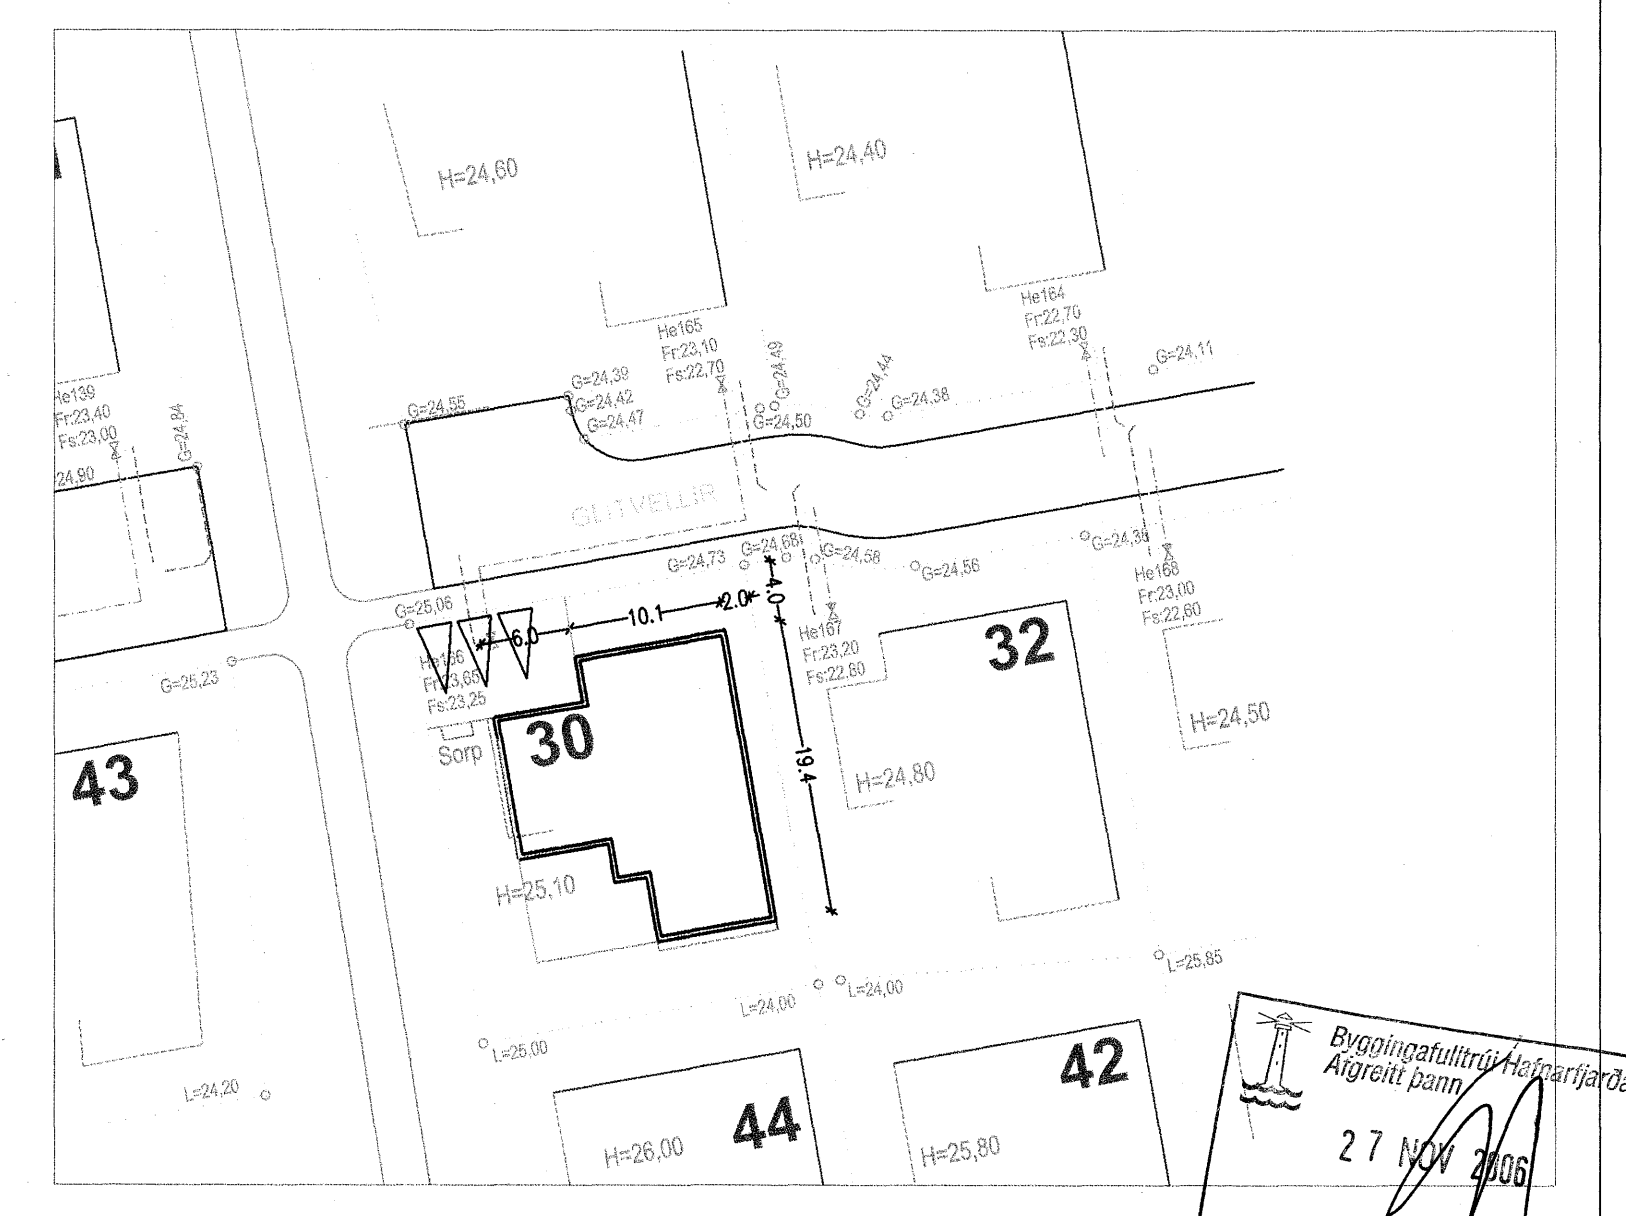 H=24,60
H=24,40
He164
Fr:22,70
Fs:22,30
He165
Fr:23,10
Fs:22,70
G=24,49
G=24,44
G=24,11
G=24,39
G=24,42
G=24,47
G=24,55
G=24,50
G=24,38
He139
Fr:23,40
Fs:23,00
G=24,84
24,90
GLITVELLIR
G=24,73
G=24,68
G=24,58
G=24,56
He168
Fr:23,00
Fs:22,60
G=25,06
6.0
10.1
2.0
4.0
He167
Fr:23,20
Fs:22,80
32
He166
Fr:23,65
Fs:23,25
G=25,23
Sorp
30
H=24,50
43
19.4
H=24,80
H=25,10
L=25,85
L=24,00
L=24,00
L=25,00
L=24,20
44
H=26,00
42
H=25,80
Byggingafulltrúi Hafnarfjarða
Afgreitt þann
27 NOV 2006